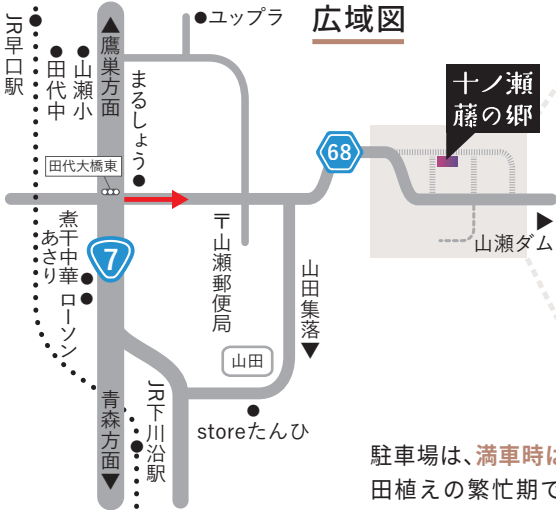 広域図
JR早口駅
田代中
山瀬小
▲鷹巣方面
まるしょう
ユップラ
十ノ瀬
藤の郷
68
田代大橋東
山瀬ダム
煮干中華
あさり
ローソン
7
〒山瀬郵便局
山田集落▼
山田
青森方面▼
JR下川沿駅
storeたんひ
駐車場は、満車時は
田植えの繁忙期で